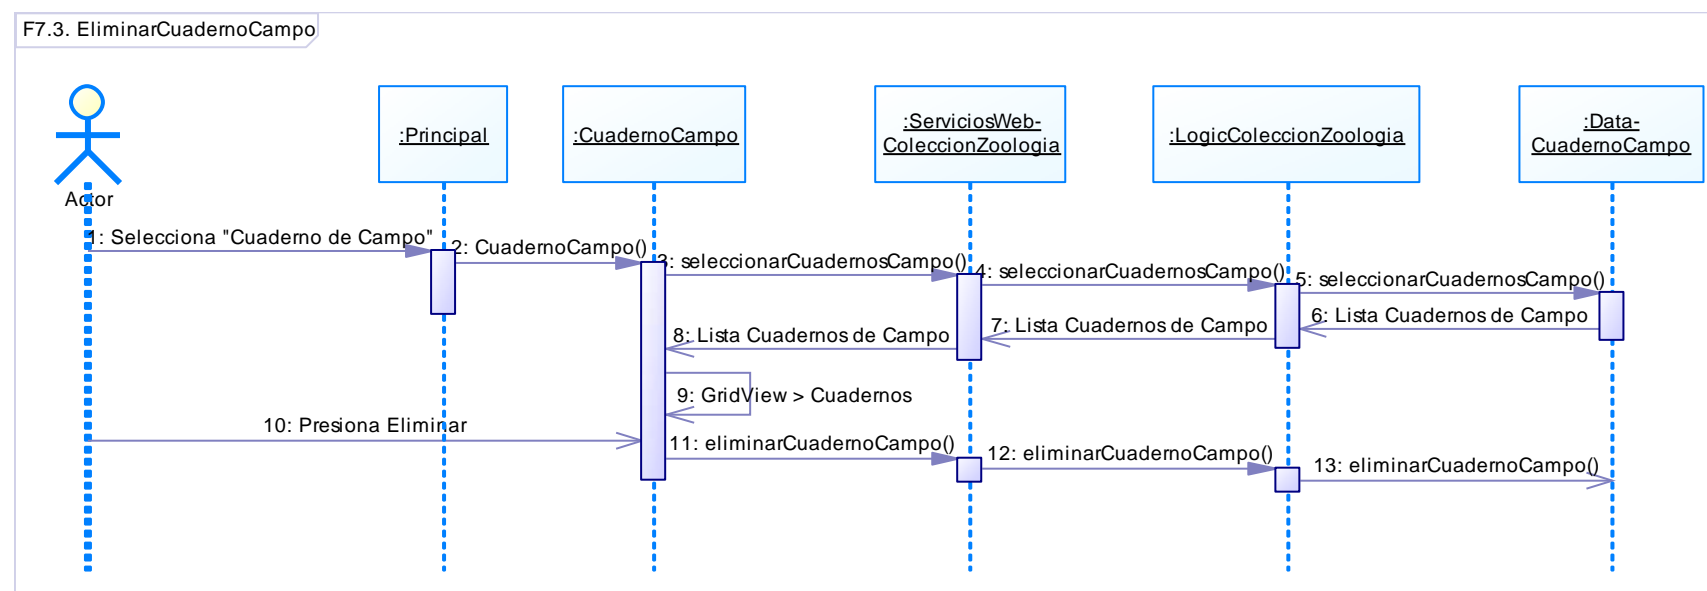 F7.3. EliminarCuadernoCampo
:Principal
:CuadernoCampo
:ServiciosWeb-
ColeccionZoologia
:LogicColeccionZoologia
:Data-
CuadernoCampo
Actor
1: Selecciona "Cuaderno de Campo"
2: CuadernoCampo()
3: seleccionarCuadernosCampo()
4: seleccionarCuadernosCampo()
5: seleccionarCuadernosCampo()
6: Lista Cuadernos de Campo
7: Lista Cuadernos de Campo
8: Lista Cuadernos de Campo
9: GridView > Cuadernos
10: Presiona Eliminar
11: eliminarCuadernoCampo()
12: eliminarCuadernoCampo()
13: eliminarCuadernoCampo()